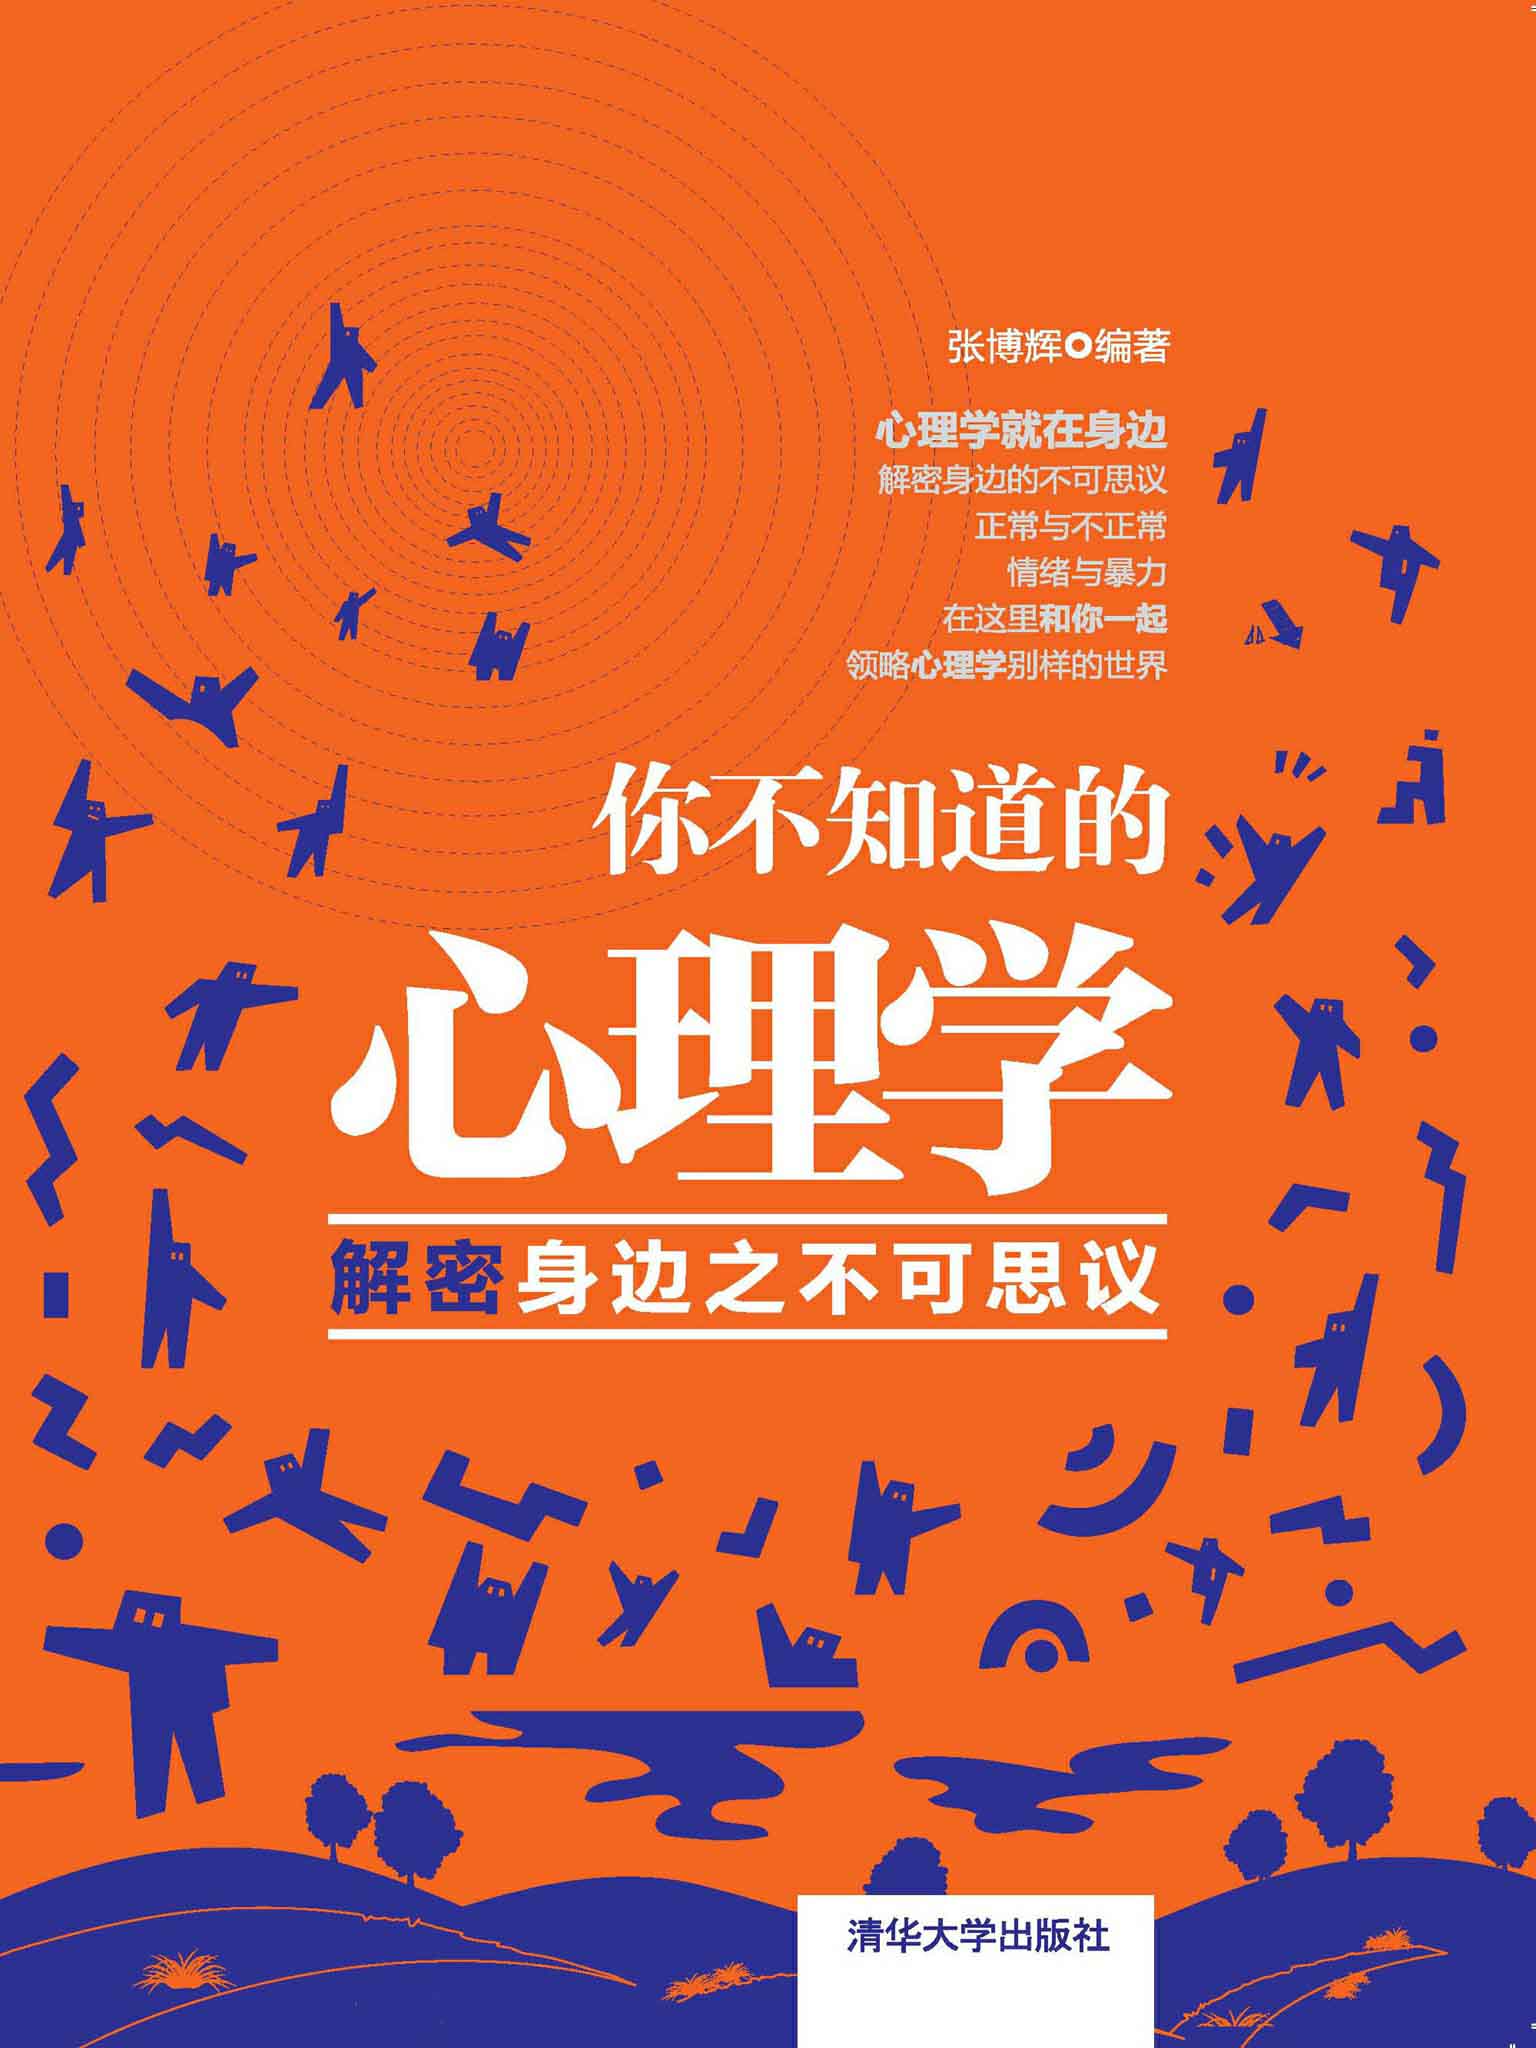 张博辉 编著
心理学就在身边
解密身边的不可思议
正常与不正常
情绪与暴力
在这里和你一起
领略心理学别样的世界
你不知道的
心理学
解密身边之不可思议
清华大学出版社